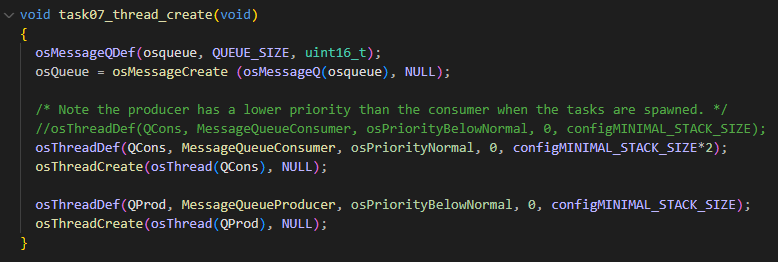 void task07_thread_create(void)
{
  osMessageQDef(osqueue, QUEUE_SIZE, uint16_t);
  osQueue = osMessageCreate (osMessageQ(osqueue), NULL);

  /* Note the producer has a lower priority than the consumer when the tasks are spawned. */
  //osThreadDef(QCons, MessageQueueConsumer, osPriorityBelowNormal, 0, configMINIMAL_STACK_SIZE);
  osThreadDef(QCons, MessageQueueConsumer, osPriorityNormal, 0, configMINIMAL_STACK_SIZE*2);
  osThreadCreate(osThread(QCons), NULL);

  osThreadDef(QProd, MessageQueueProducer, osPriorityBelowNormal, 0, configMINIMAL_STACK_SIZE);
  osThreadCreate(osThread(QProd), NULL);
}